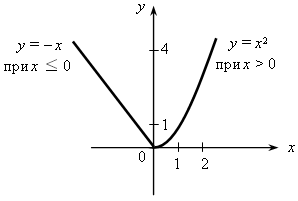 y
y = –x
при x ≤ 0
4
y = x²
при x > 0
1
0
1
2
x